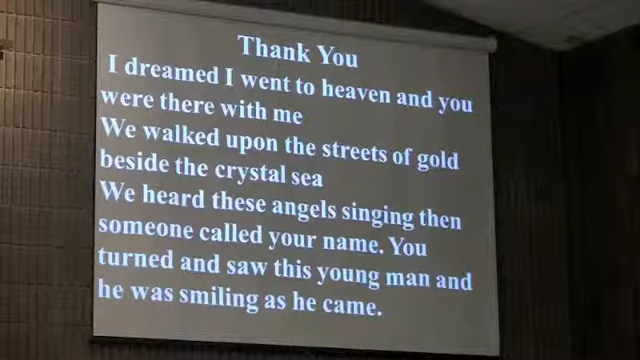 Thank You
I dreamed I went to heaven and you
were there with me
We walked upon the streets of gold
beside the crystal sea
We heard these angels singing then
someone called your name. You
turned and saw this young man and
he was smiling as he came.